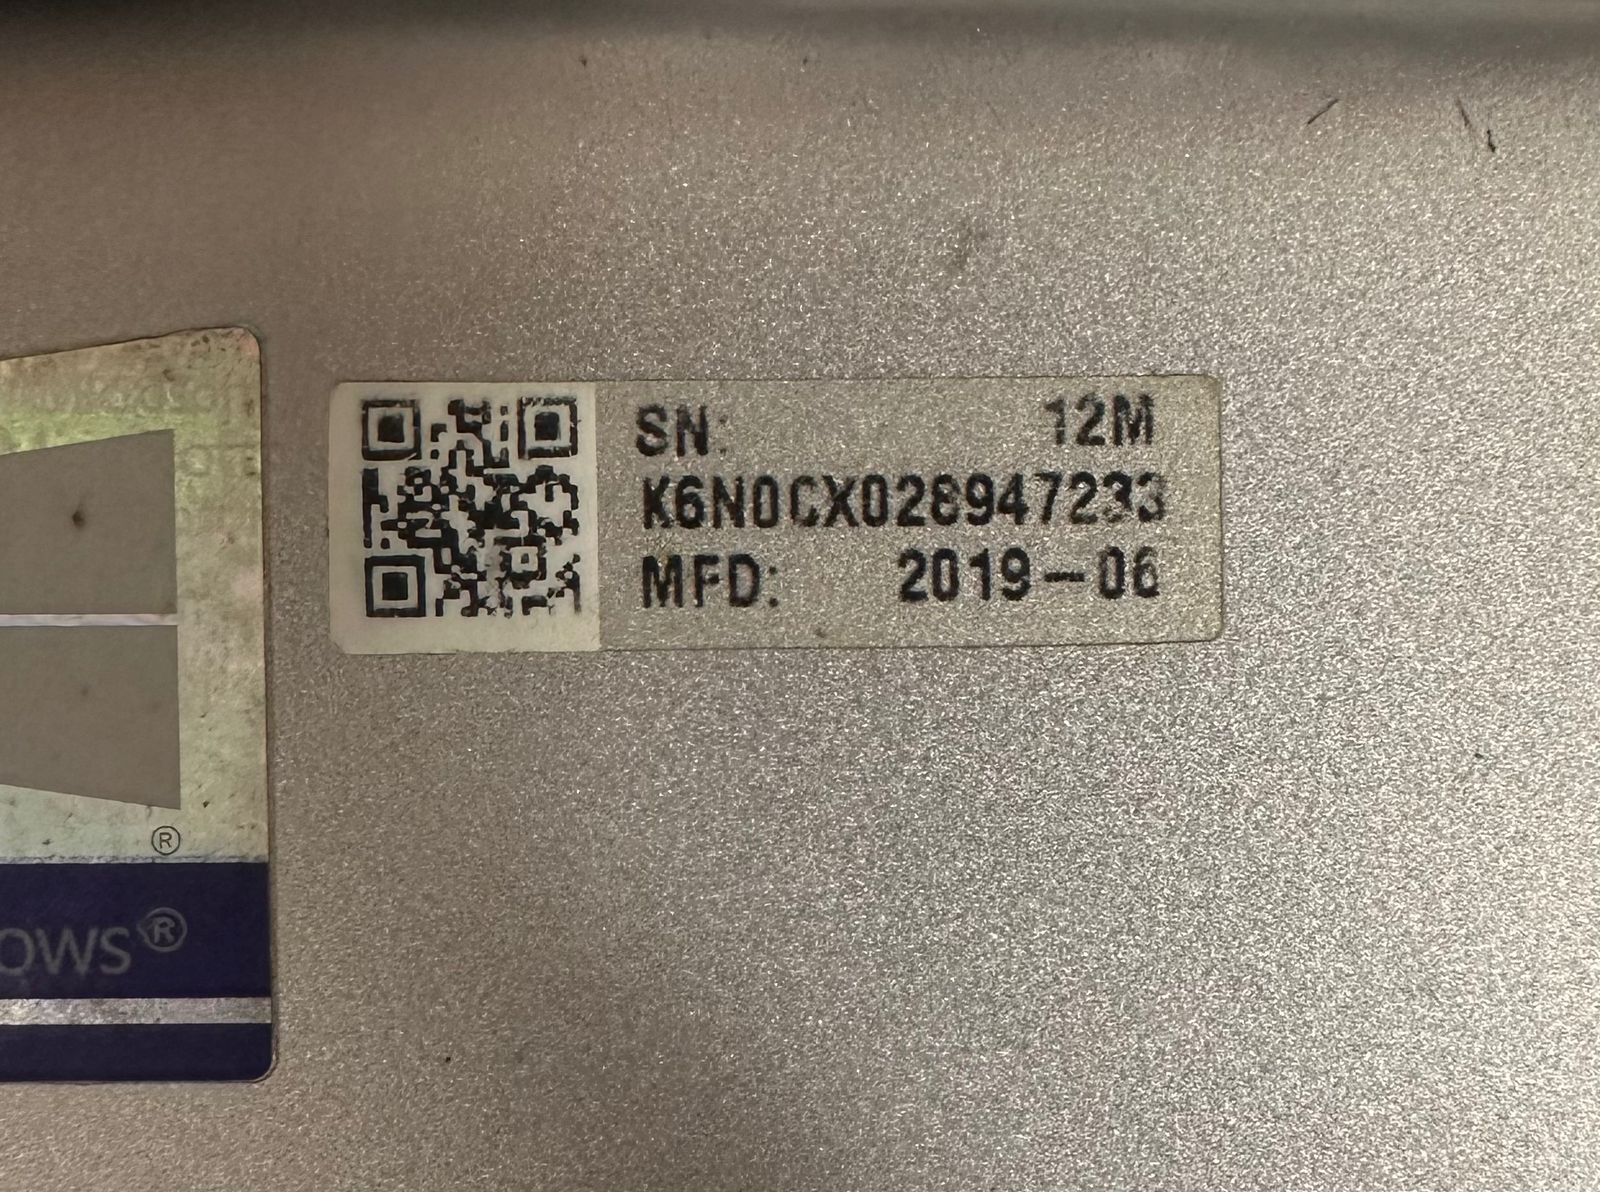 SN: 12M
K6N0CX028947233
MFD: 2019-06
®
OWS®